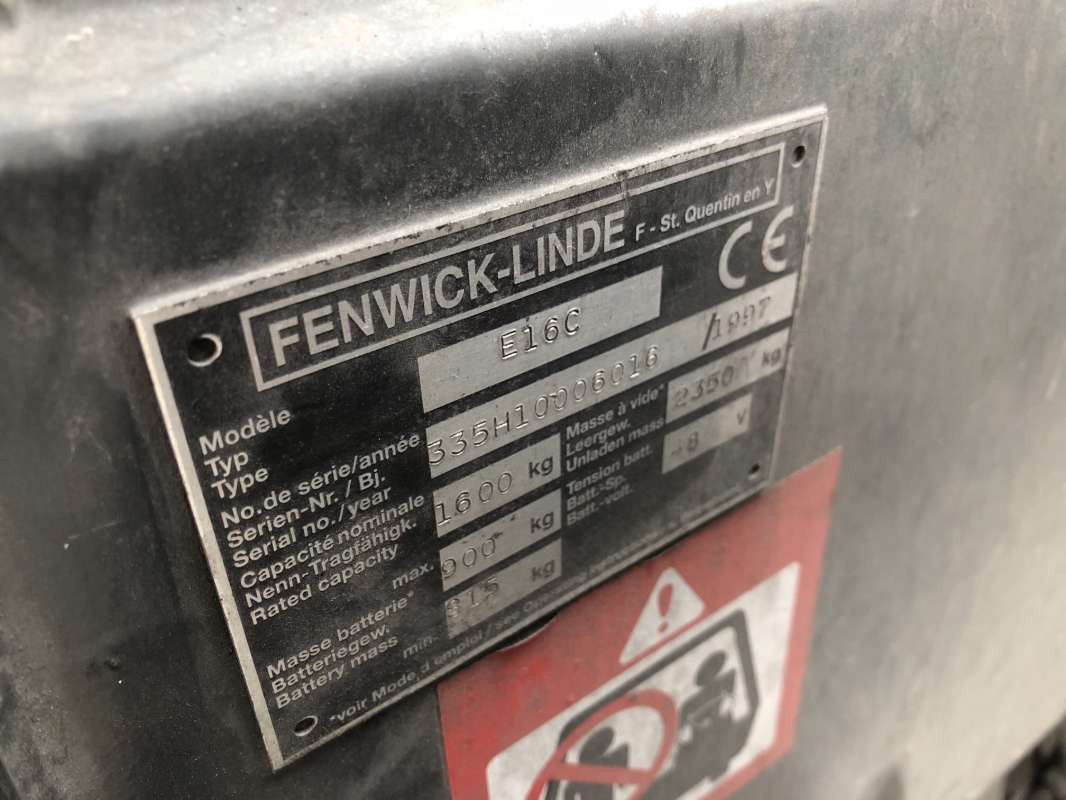 FENWICK-LINDE F - St. Quentin en Y
CE
Modèle
Typ
Type
E16C
No.de série/année
Serien-Nr. / Bj.
Serial no./year
335H10006016 /1997
Capacité nominale
Nenn-Tragfähigk.
Rated capacity
1600 kg
Masse à vide*
Leergew.
Unladen mass
2350 kg
Masse batterie*
Batteriegew.
Battery mass
max. 900 kg
min. kg
Tension batt.
Batt.-Sp.
Batt.-volt.
48 V
*voir Mode d emploi / see Operating